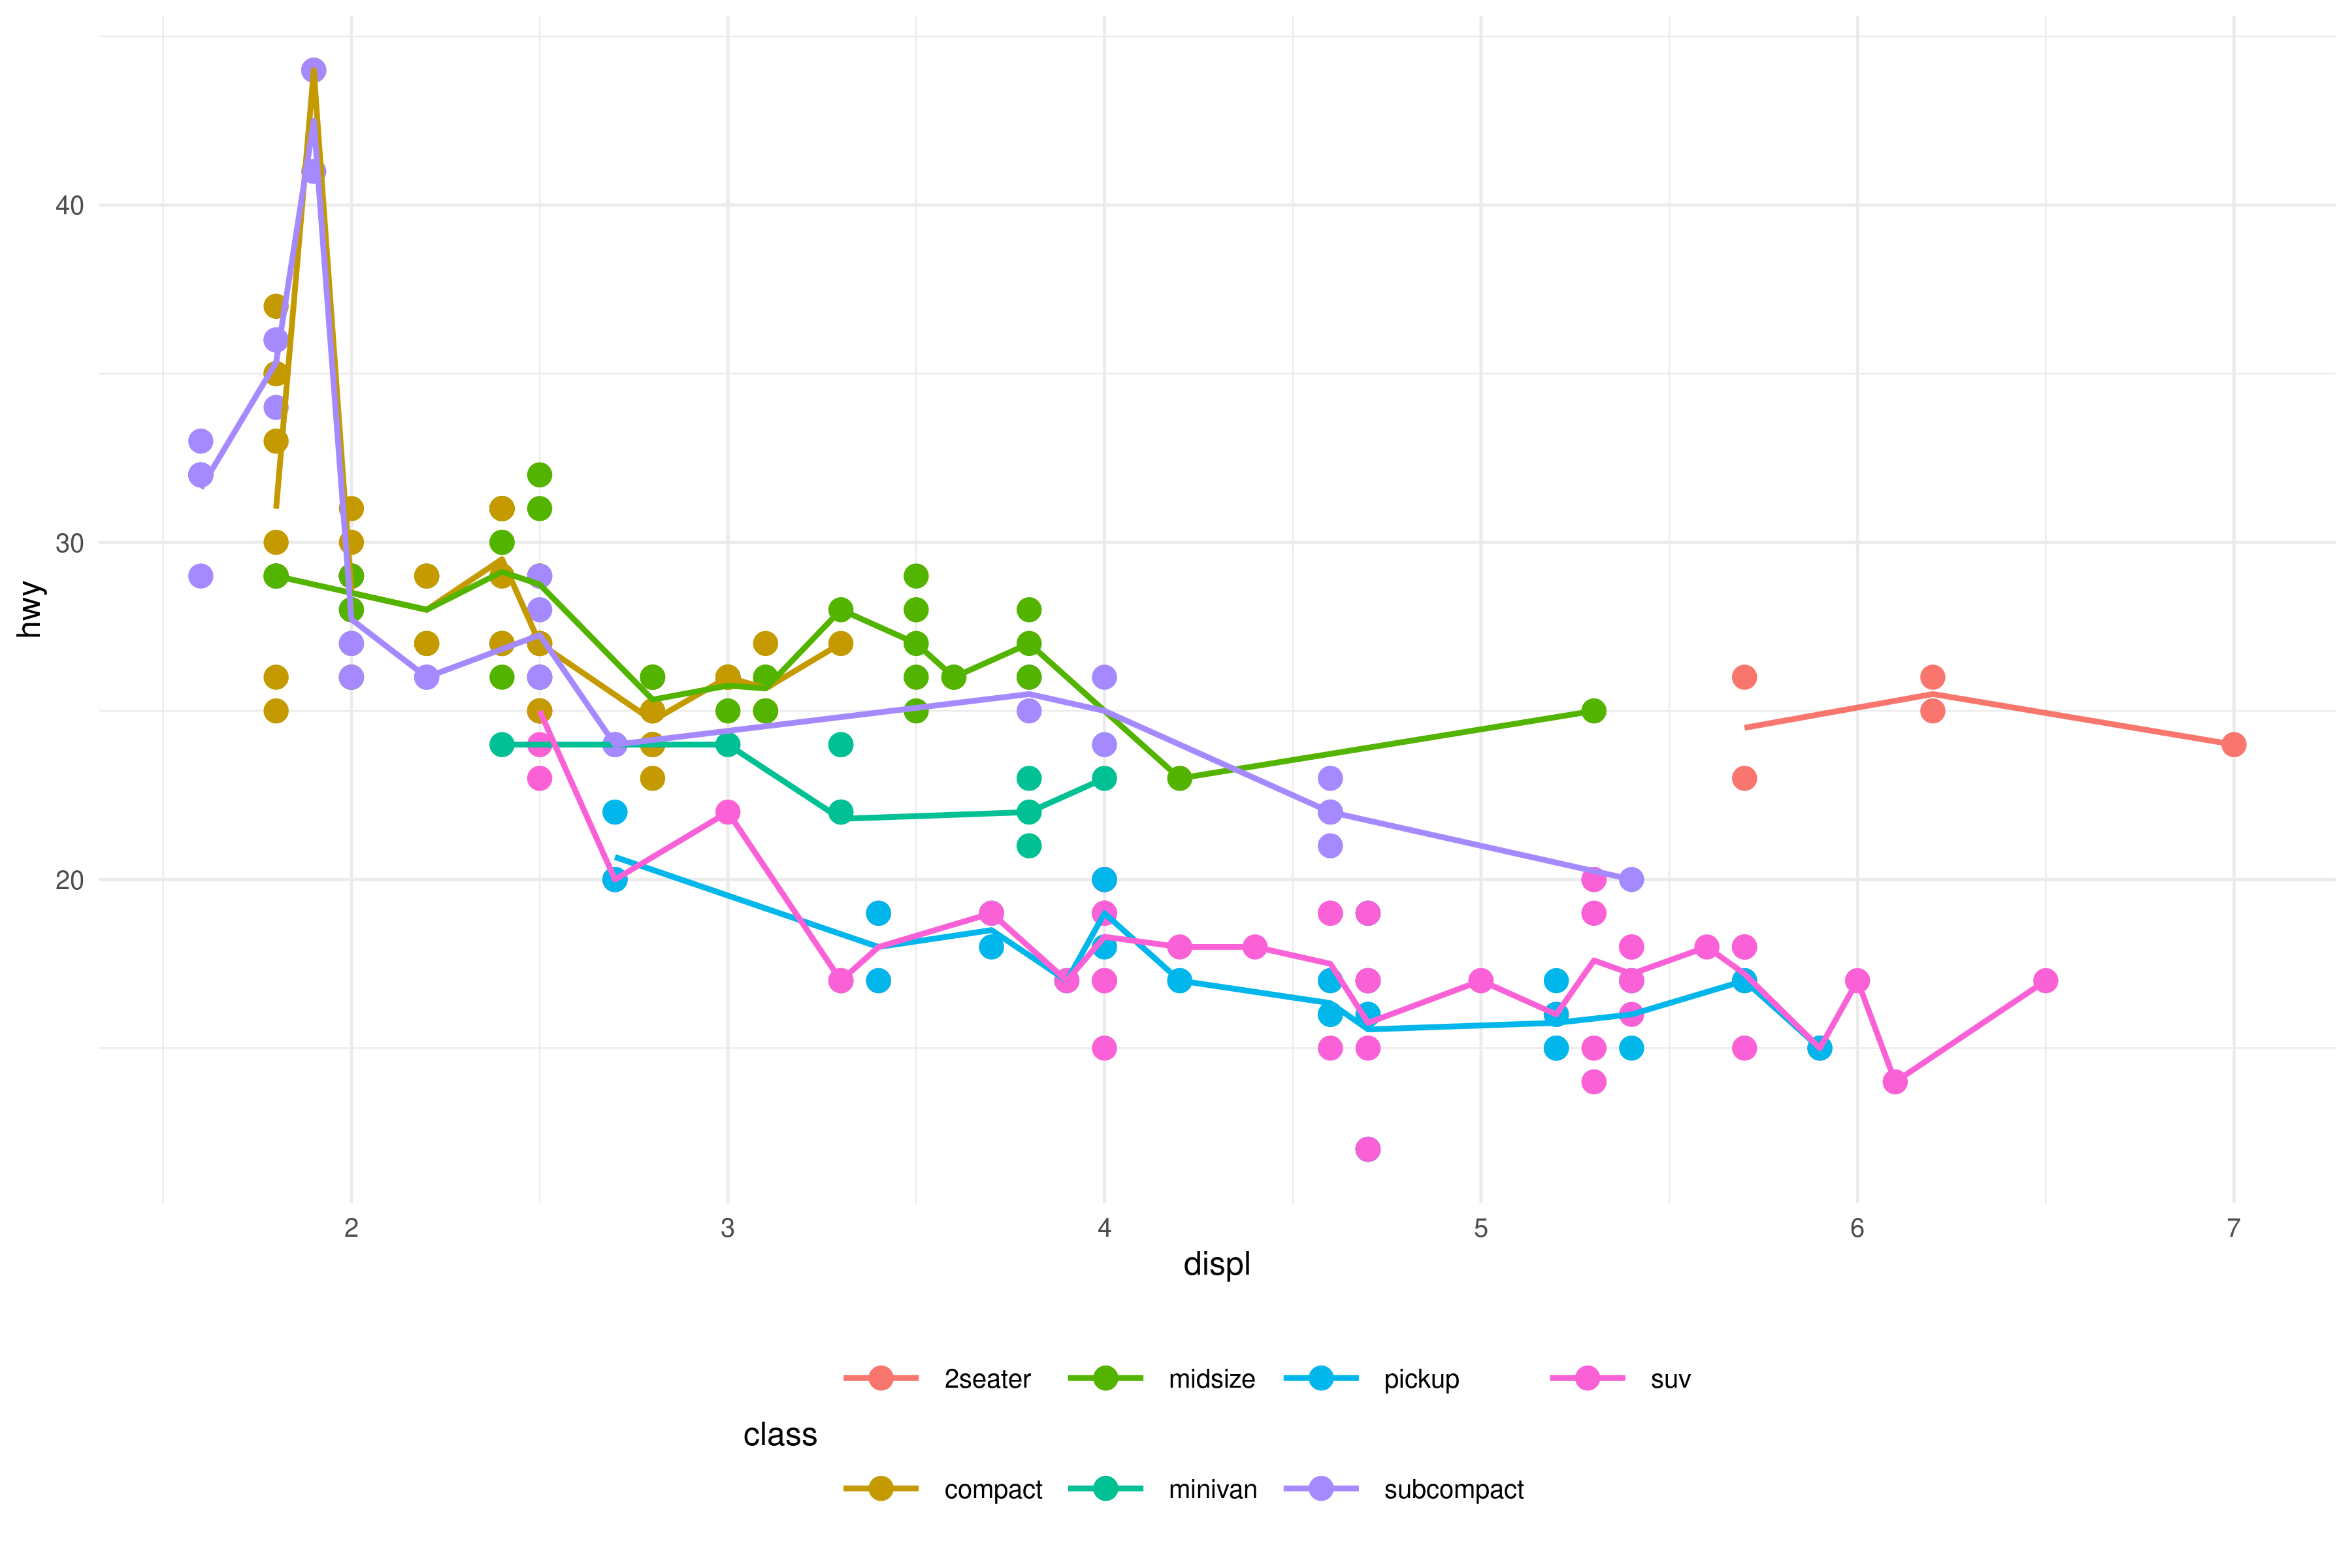 40
30
20
hwy
2 3 4 5 6 7
displ
class
2seater midsize pickup suv
compact minivan subcompact